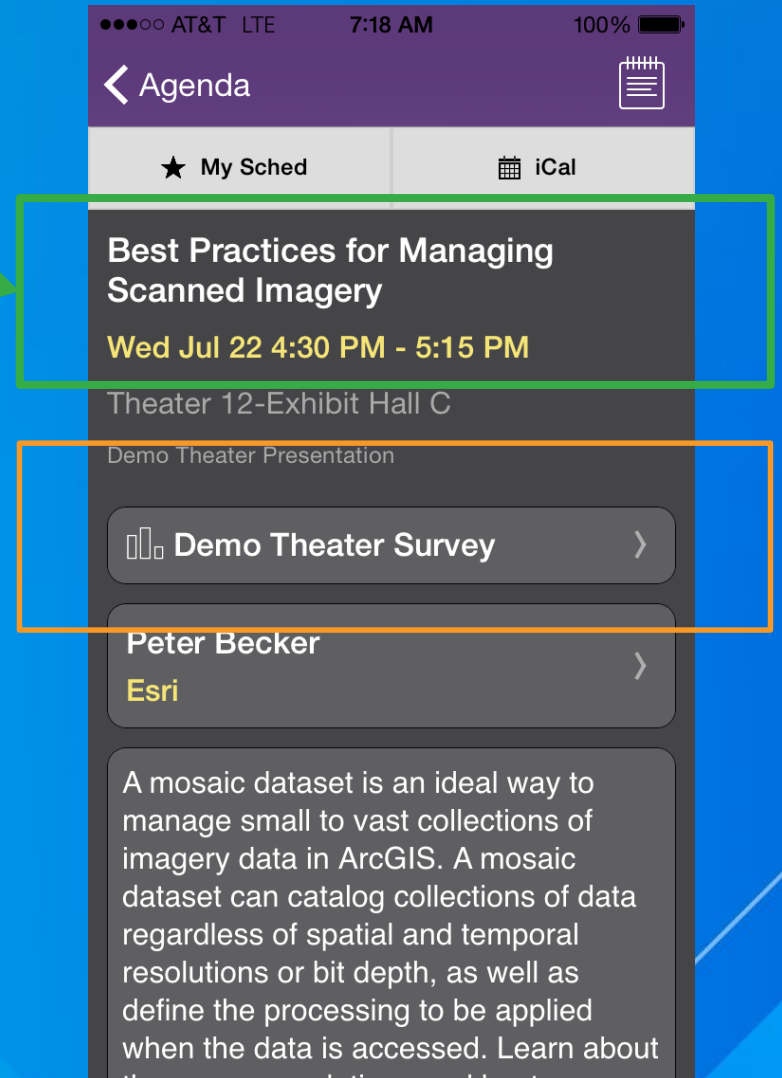 AT&T LTE 7:18 AM 100%
Agenda
My Sched iCal
Best Practices for Managing
Scanned Imagery
Wed Jul 22 4:30 PM - 5:15 PM
Theater 12-Exhibit Hall C
Demo Theater Presentation
Demo Theater Survey
Peter Becker
Esri
A mosaic dataset is an ideal way to
manage small to vast collections of
imagery data in ArcGIS. A mosaic
dataset can catalog collections of data
regardless of spatial and temporal
resolutions or bit depth, as well as
define the processing to be applied
when the data is accessed. Learn about